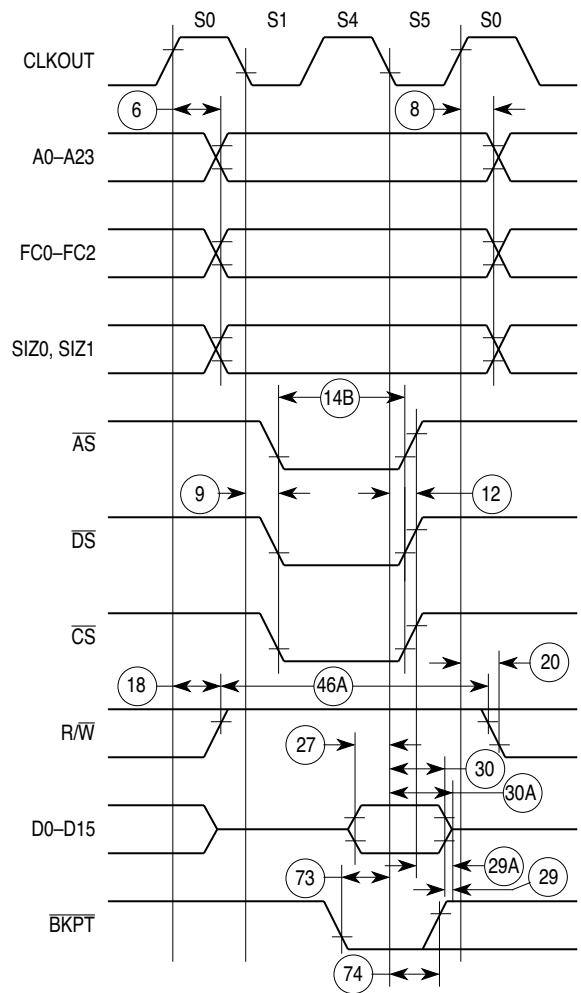 S0 S1 S4 S5 S0
CLKOUT
6 8
A0–A23
FC0–FC2
SIZ0, SIZ1
14B
AS
9 12
DS
CS
18 46A 20
R/W
27 30
30A
D0–D15
29A
73 29
BKPT
74